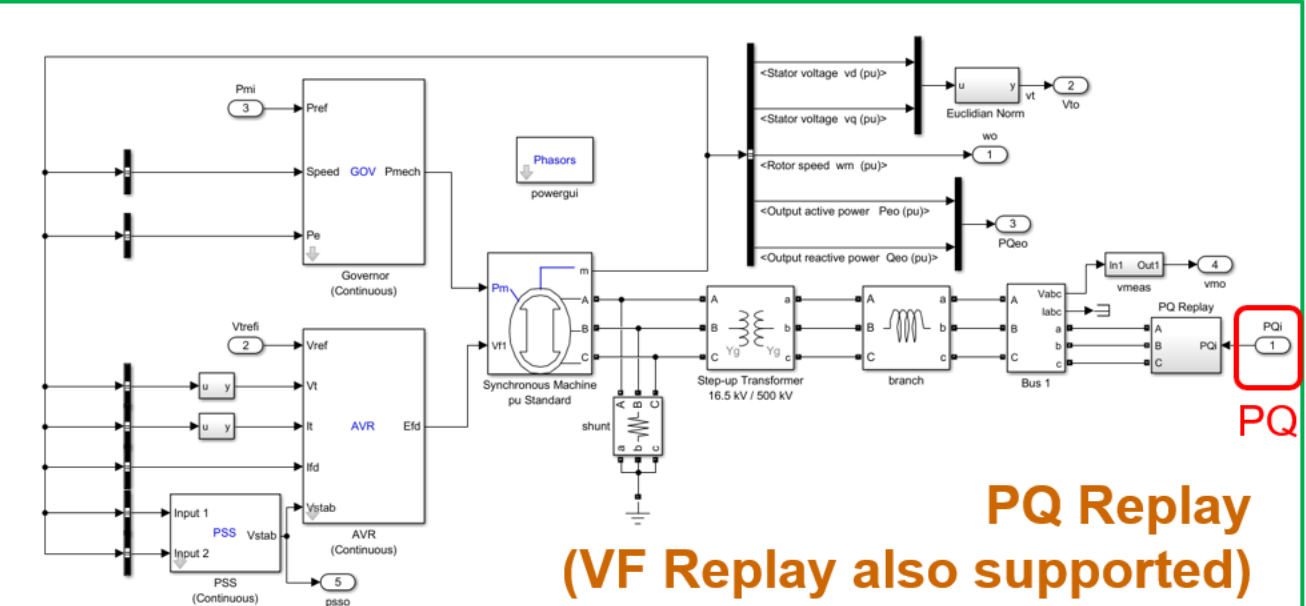 Pmi
3
Pref
Speed GOV Pmech
Pe
Governor
(Continuous)
Phasors
powergui
<Stator voltage vd (pu)>
<Stator voltage vq (pu)>
<Rotor speed wm (pu)>
<Output active power Peo (pu)>
<Output reactive power Qeo (pu)>
u y
Euclidian Norm
vt
2
Vto
wo
1
3
PQeo
Vtrefi
2
Vref
u y
Vt
u y
It
AVR
Efd
Ifd
Vstab
AVR
(Continuous)
Input 1
PSS Vstab
Input 2
PSS
(Continuous)
5
psso
Pm
Vf1
m
A
B
C
Synchronous Machine
pu Standard
A B C
shunt
a b c
A a
B b
C c
Yg Yg
Step-up Transformer
16.5 kV / 500 kV
A a
B b
C c
branch
Vabc
Iabc
A a
B b
C c
Bus 1
In1 Out1
vmeas
4
vmo
PQ Replay
A
B PQi
C
PQi
1
PQ
PQ Replay
(VF Replay also supported)